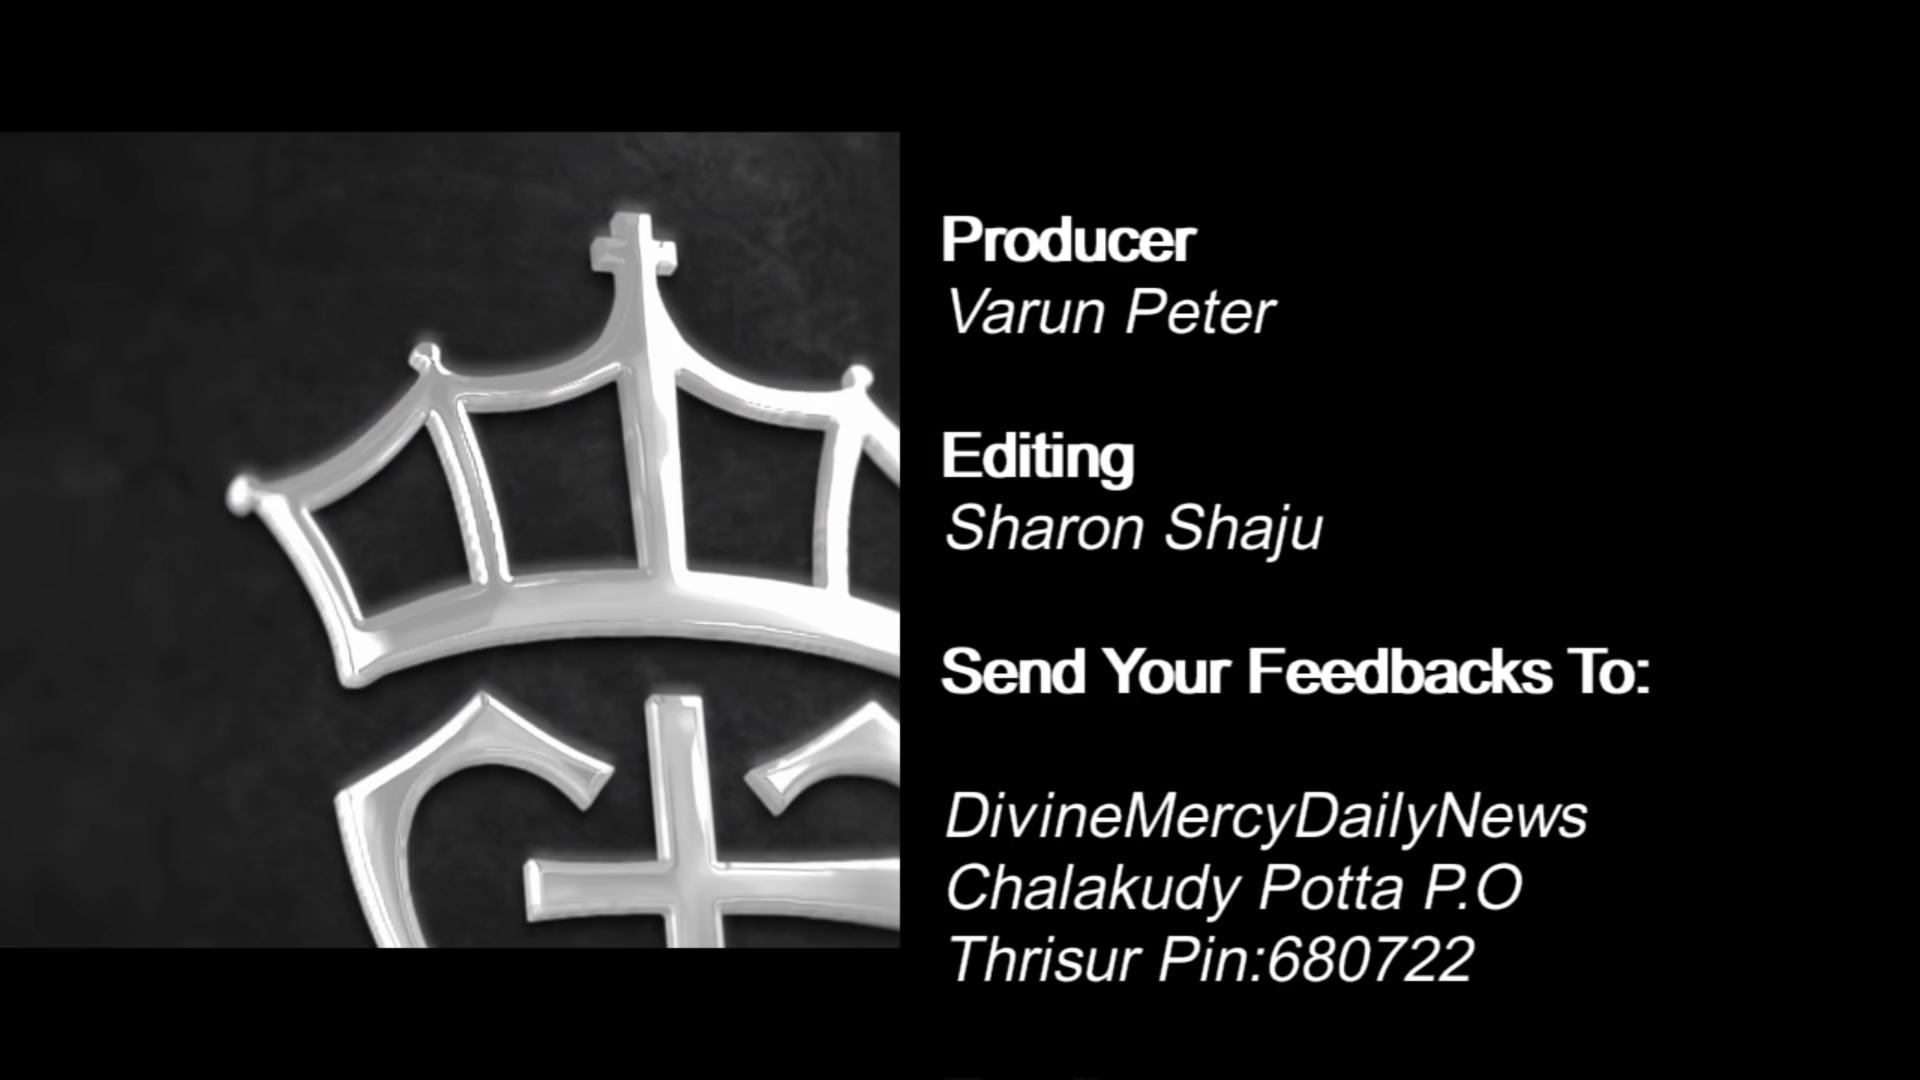 Producer
Varun Peter
Editing
Sharon Shaju
Send Your Feedbacks To:
DivineMercyDailyNews
Chalakudy Potta P.O
Thrisur Pin:680722